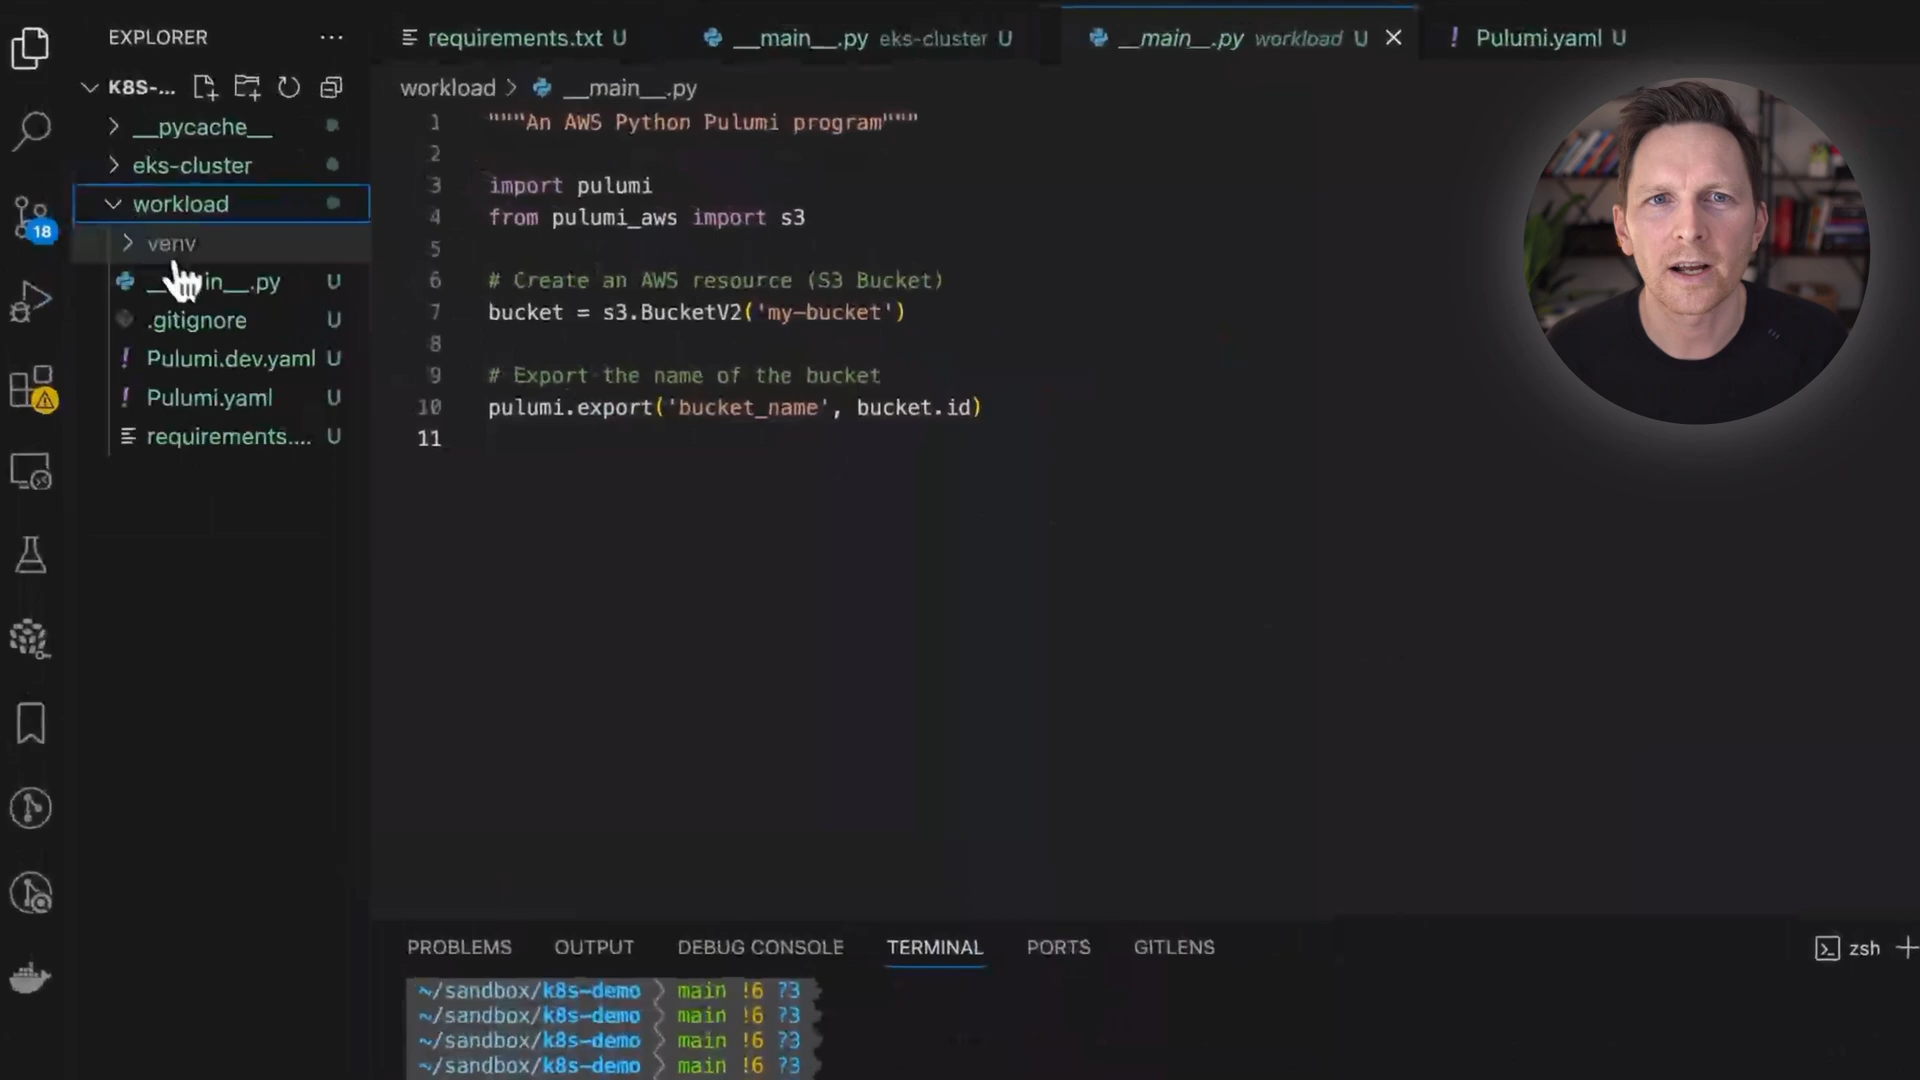 EXPLORER
requirements.txt U
__main__.py eks-cluster U
__main__.py workload U
! Pulumi.yaml U
K8S-...
workload > __main__.py
__pycache__
eks-cluster
workload
18
venv
.py U
.gitignore U
! Pulumi.dev.yaml U
! Pulumi.yaml U
requirements.... U
1 """An AWS Python Pulumi program"""
2
3 import pulumi
4 from pulumi_aws import s3
5
6 # Create an AWS resource (S3 Bucket)
7 bucket = s3.BucketV2('my-bucket')
8
9 # Export the name of the bucket
10 pulumi.export('bucket_name', bucket.id)
11
PROBLEMS OUTPUT DEBUG CONSOLE TERMINAL PORTS GITLENS
zsh
~/sandbox/k8s-demo main !6 ?3
~/sandbox/k8s-demo main !6 ?3
~/sandbox/k8s-demo main !6 ?3
~/sandbox/k8s-demo main !6 ?3